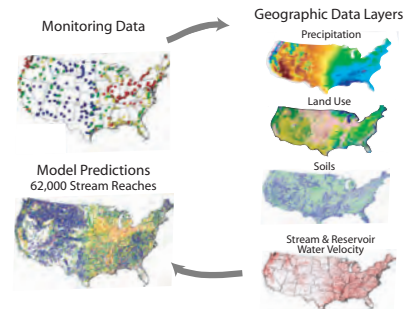 Monitoring Data
Geographic Data Layers
Precipitation
Land Use
Soils
Stream & Reservoir
Water Velocity
Model Predictions
62,000 Stream Reaches